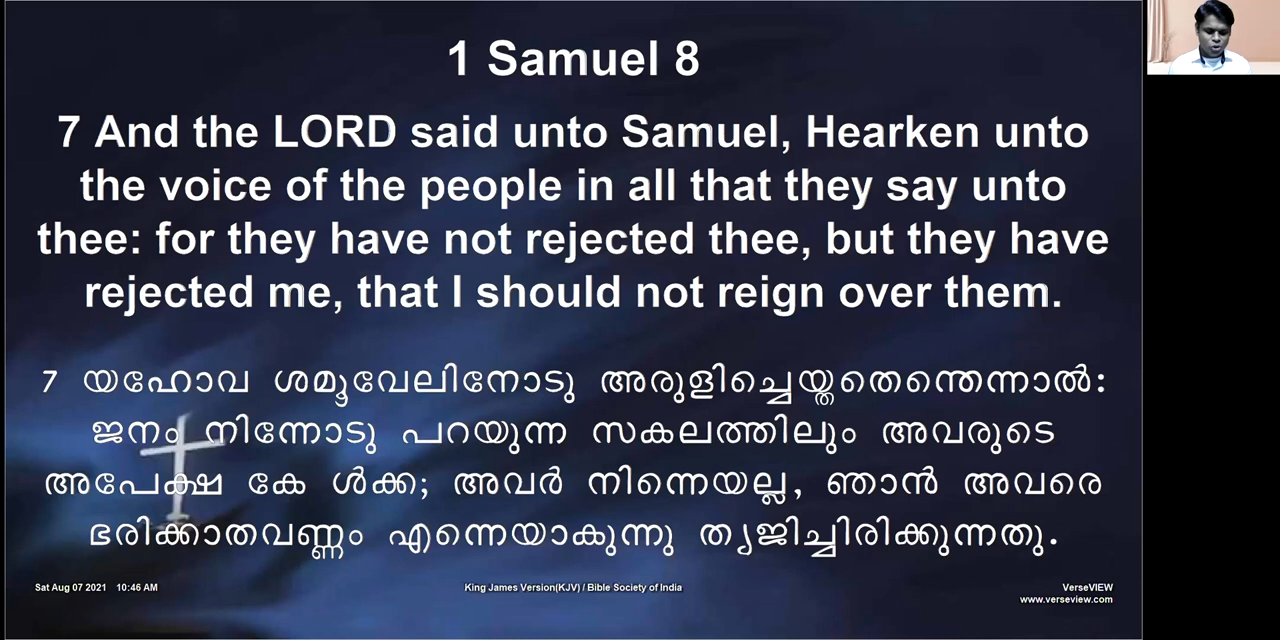 1 Samuel 8
7 And the LORD said unto Samuel, Hearken unto
the voice of the people in all that they say unto
thee: for they have not rejected thee, but they have
rejected me, that I should not reign over them.
7 യഹോവ ശമൂവേലിനോടു അരുളിച്ചെയ്തതെന്തെന്നാൽ:
ജനം നിന്നോടു പറയുന്ന സകലത്തിലും അവരുടെ
അപേക്ഷ കേ ൾക്ക; അവർ നിന്നെയല്ല, ഞാൻ അവരെ
ഭരിക്കാതവണ്ണം എന്നെയാകുന്നു ത്യജിച്ചിരിക്കുന്നതു.
Sat Aug 07 2021 10:46 AM
King James Version(KJV) / Bible Society of India
VerseVIEW
www.verseview.com